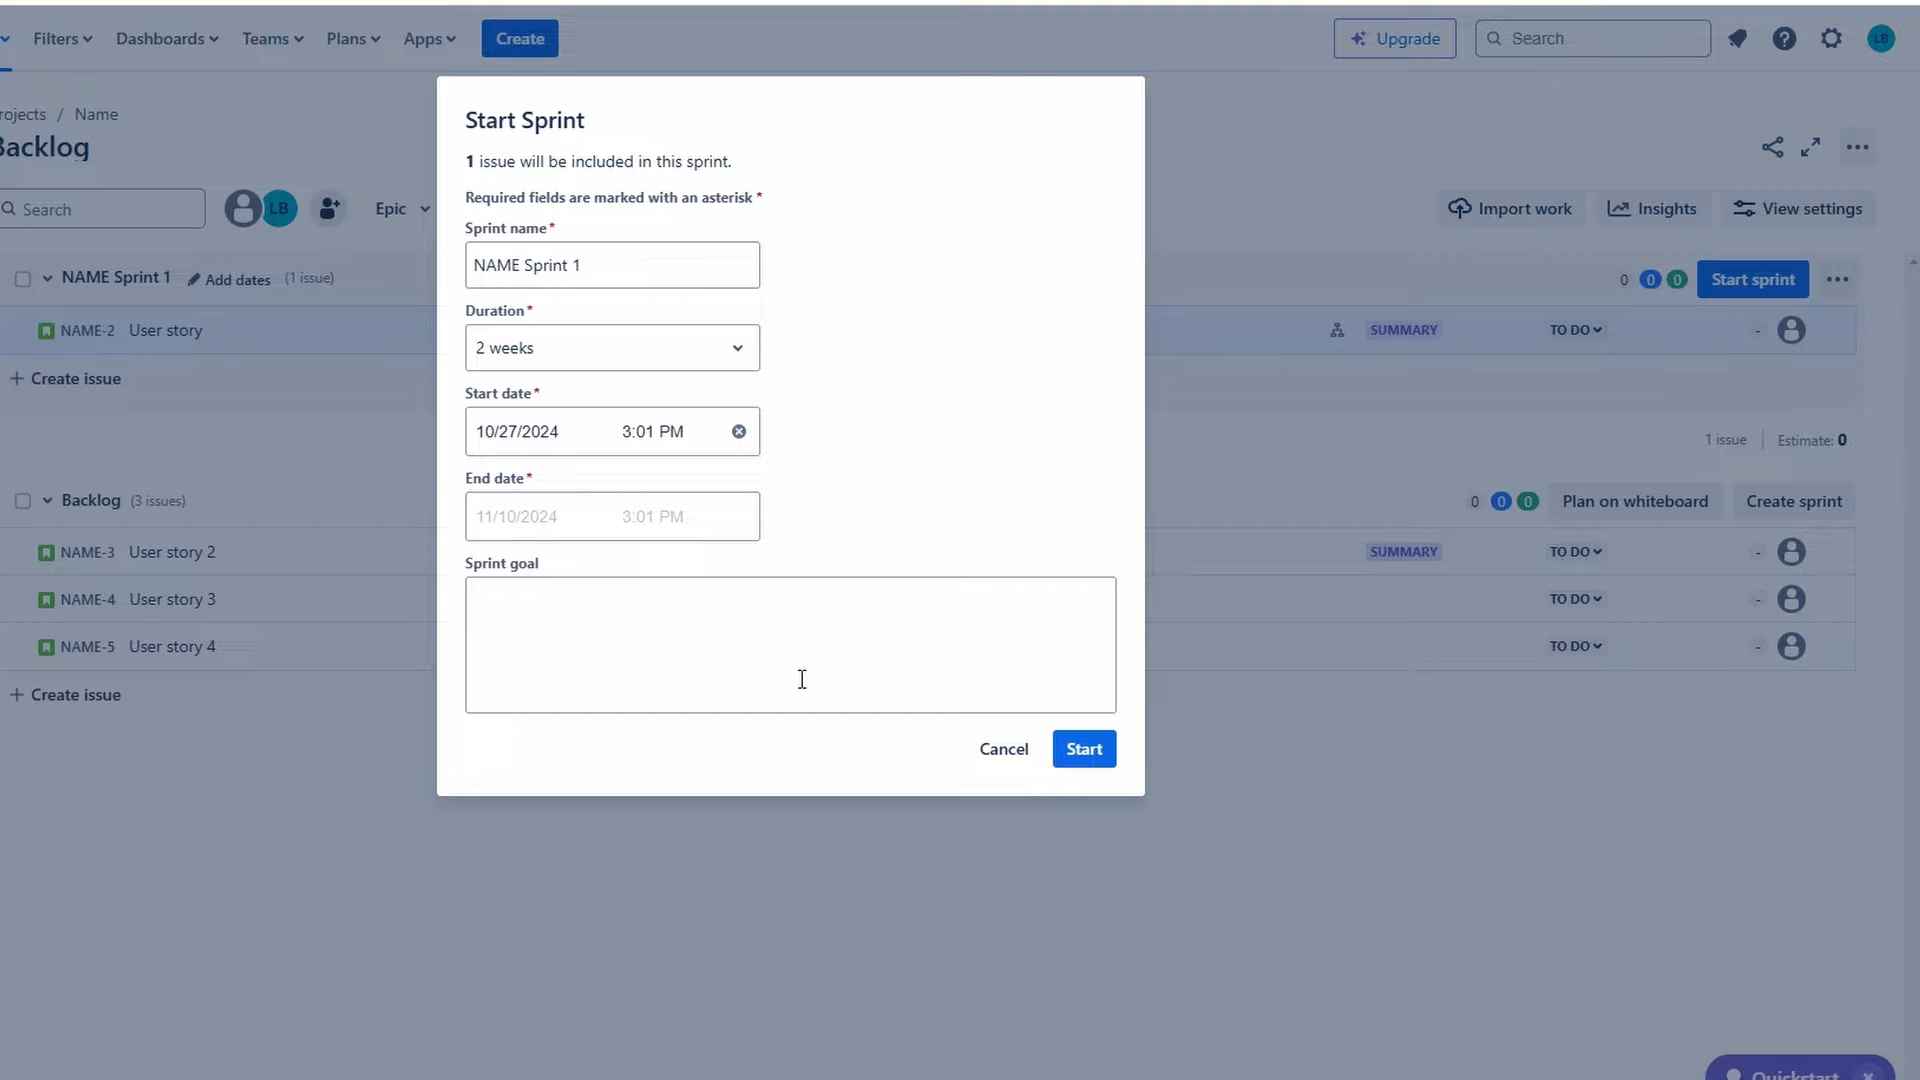 Filters Dashboards Teams Plans Apps Create Upgrade Search LB
rojects / Name
Backlog
Search LB Epic Import work Insights View settings
NAME Sprint 1 Add dates (1 issue) 0 0 0 Start sprint
NAME-2 User story SUMMARY TO DO -
+ Create issue
1 issue Estimate: 0
Backlog (3 issues) 0 0 0 Plan on whiteboard Create sprint
NAME-3 User story 2 SUMMARY TO DO -
NAME-4 User story 3 TO DO -
NAME-5 User story 4 TO DO -
+ Create issue
Start Sprint
1 issue will be included in this sprint.
Required fields are marked with an asterisk *
Sprint name*
NAME Sprint 1
Duration*
2 weeks
Start date*
10/27/2024 3:01 PM
End date*
11/10/2024 3:01 PM
Sprint goal
Cancel Start
Quickstart